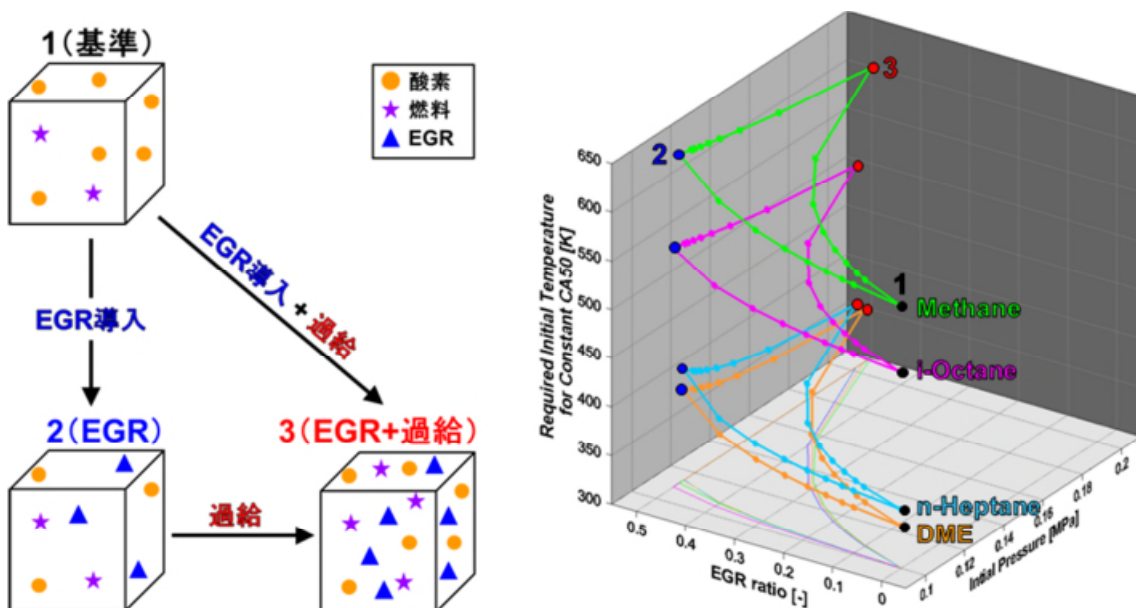 1(基準)
酸素
燃料
EGR
EGR導入
EGR導入 + 過給
2(EGR)
過給
3(EGR+過給)
Required Initial Temperature
for Constant CA50 [K]
650
600
550
500
450
400
350
300
0.5
0.4
0.3
0.2
0.1
0
EGR ratio [-]
0.1
0.12
0.14
0.16
0.18
0.2
Initial Pressure [MPa]
3
2
1
Methane
i-Octane
n-Heptane
DME